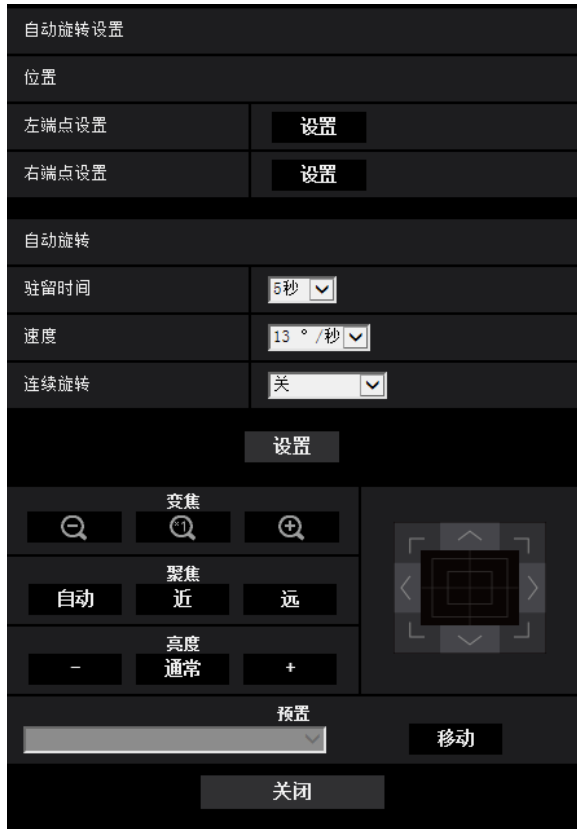 自动旋转设置
位置
左端点设置 设置
右端点设置 设置
自动旋转
驻留时间 5秒
速度 13 °/秒
连续旋转 关
设置
变焦
×1
聚焦
自动 近 远
亮度
- 通常 +
预置
移动
关闭